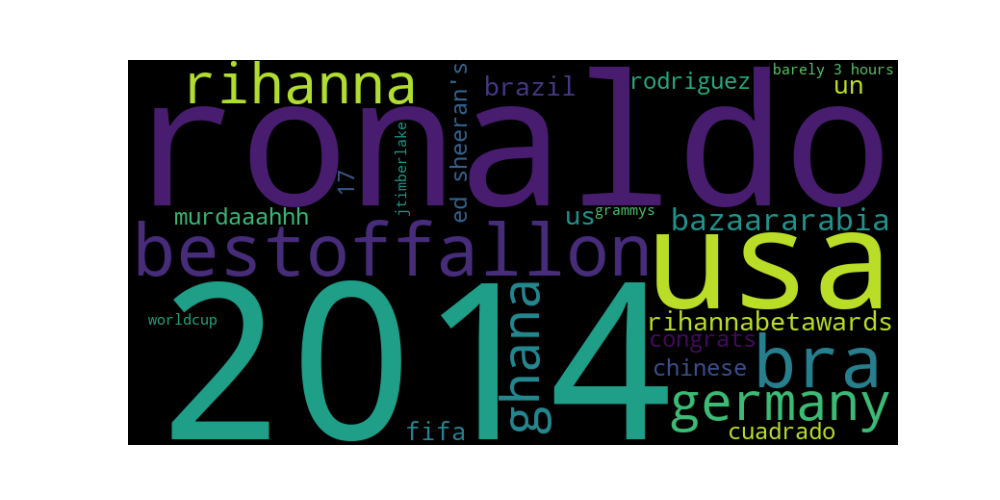 rihanna
ed sheeran's
brazil
rodriguez
barely 3 hours
un
ronaldo
17
jtimberlake
murdaaahhh
us
grammys
bazaararabia
bestoffallon
usa
2014
worldcup
ghana
rihannabetawards
congrats
chinese
bra
germany
fifa
cuadrado